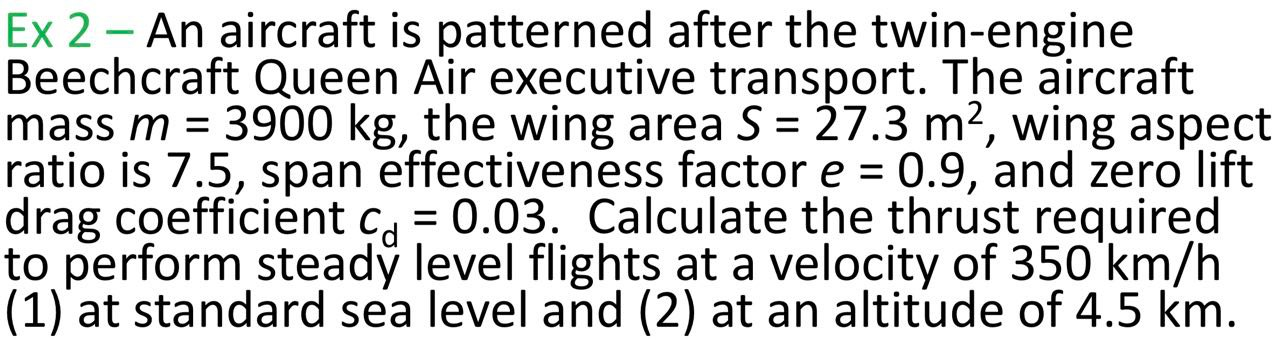 Ex 2 – An aircraft is patterned after the twin-engine
Beechcraft Queen Air executive transport. The aircraft
mass m = 3900 kg, the wing area S = 27.3 m², wing aspect
ratio is 7.5, span effectiveness factor e = 0.9, and zero lift
drag coefficient c_d = 0.03.  Calculate the thrust required
to perform steady level flights at a velocity of 350 km/h
(1) at standard sea level and (2) at an altitude of 4.5 km.